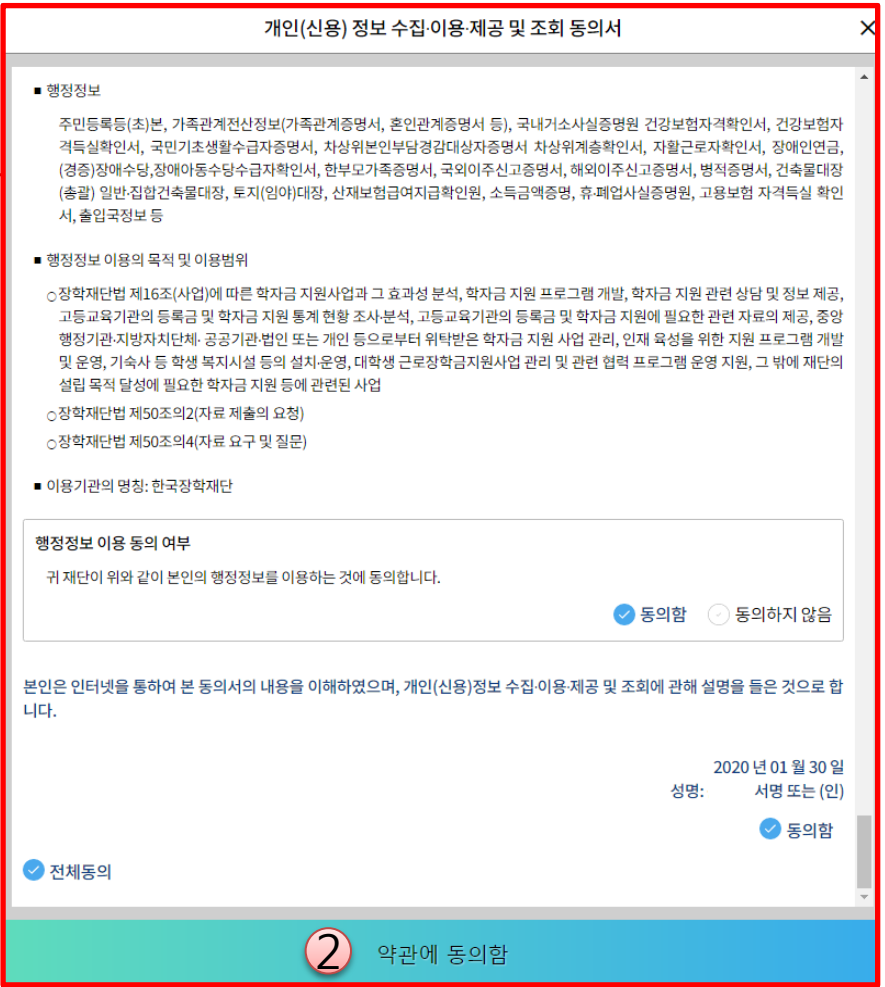 개인(신용) 정보 수집·이용·제공 및 조회 동의서
■ 행정정보
주민등록등(초)본, 가족관계전산정보(가족관계증명서, 혼인관계증명서 등), 국내거소사실증명원 건강보험자격확인서, 건강보험자
격득실확인서, 국민기초생활수급자증명서, 차상위본인부담경감대상자증명서 차상위계층확인서, 자활근로자확인서, 장애인연금,
(경증)장애수당,장애아동수당수급자확인서, 한부모가족증명서, 국외이주신고증명서, 해외이주신고증명서, 병적증명서, 건축물대장
(총괄) 일반·집합건축물대장, 토지(임야)대장, 산재보험급여지급확인원, 소득금액증명, 휴·폐업사실증명원, 고용보험 자격득실 확인
서, 출입국정보 등
■ 행정정보 이용의 목적 및 이용범위
○장학재단법 제16조(사업)에 따른 학자금 지원사업과 그 효과성 분석, 학자금 지원 프로그램 개발, 학자금 지원 관련 상담 및 정보 제공,
고등교육기관의 등록금 및 학자금 지원 통계 현황 조사·분석, 고등교육기관의 등록금 및 학자금 지원에 필요한 관련 자료의 제공, 중앙
행정기관·지방자치단체· 공공기관·법인 또는 개인 등으로부터 위탁받은 학자금 지원 사업 관리, 인재 육성을 위한 지원 프로그램 개발
및 운영, 기숙사 등 학생 복지시설 등의 설치·운영, 대학생 근로장학금지원사업 관리 및 관련 협력 프로그램 운영 지원, 그 밖에 재단의
설립 목적 달성에 필요한 학자금 지원 등에 관련된 사업
○장학재단법 제50조의2(자료 제출의 요청)
○장학재단법 제50조의4(자료 요구 및 질문)
■ 이용기관의 명칭: 한국장학재단
행정정보 이용 동의 여부
귀 재단이 위와 같이 본인의 행정정보를 이용하는 것에 동의합니다.
동의함 동의하지 않음
본인은 인터넷을 통하여 본 동의서의 내용을 이해하였으며, 개인(신용)정보 수집·이용·제공 및 조회에 관해 설명을 들은 것으로 합
니다.
2020 년 01 월 30 일
성명: 서명 또는 (인)
동의함
전체동의
2 약관에 동의함